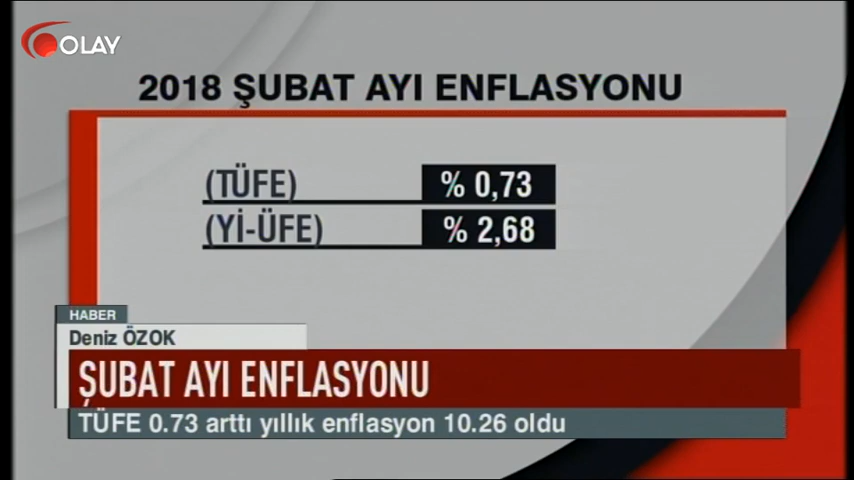 OLAY
2018 ŞUBAT AYI ENFLASYONU
(TÜFE) % 0,73
(Yİ-ÜFE) % 2,68
HABER
Deniz ÖZOK
ŞUBAT AYI ENFLASYONU
TÜFE 0.73 arttı yıllık enflasyon 10.26 oldu